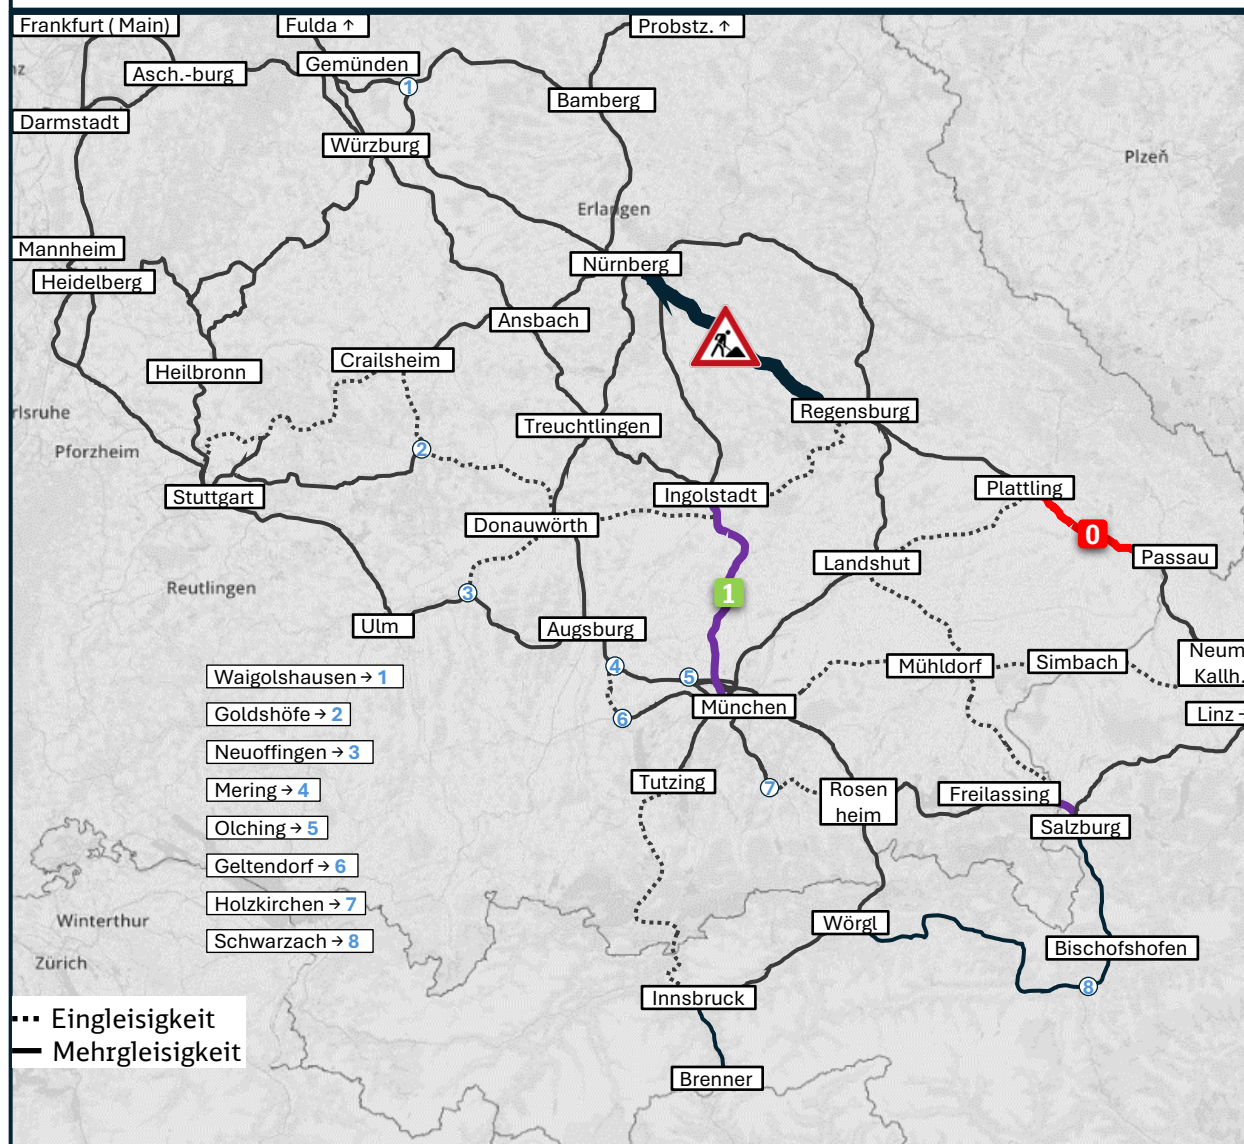 Frankfurt (Main)
Fulda ↑
Probstz. ↑
nz
Asch.-burg
Gemünden
1
Bamberg
Darmstadt
Würzburg
Plzeň
Erlangen
Mannheim
Nürnberg
Heidelberg
Ansbach
Crailsheim
Heilbronn
rlsruhe
Regensburg
Treuchtlingen
Pforzheim
2
Stuttgart
Ingolstadt
Plattling
Donauwörth
0
Passau
Landshut
Reutlingen
3
1
Ulm
Augsburg
Neum
Kallh.
4
5
Mühldorf
Simbach
Waigolshausen → 1
Goldshöfe → 2
6
München
Linz -
Neuoffingen → 3
Mering → 4
Tutzing
7
Rosen
heim
Freilassing
Olching → 5
Salzburg
Geltendorf → 6
Holzkirchen → 7
Winterthur
Wörgl
Schwarzach → 8
Bischofshofen
Zürich
8
Innsbruck
Eingleisigkeit
Mehrgleisigkeit
Brenner